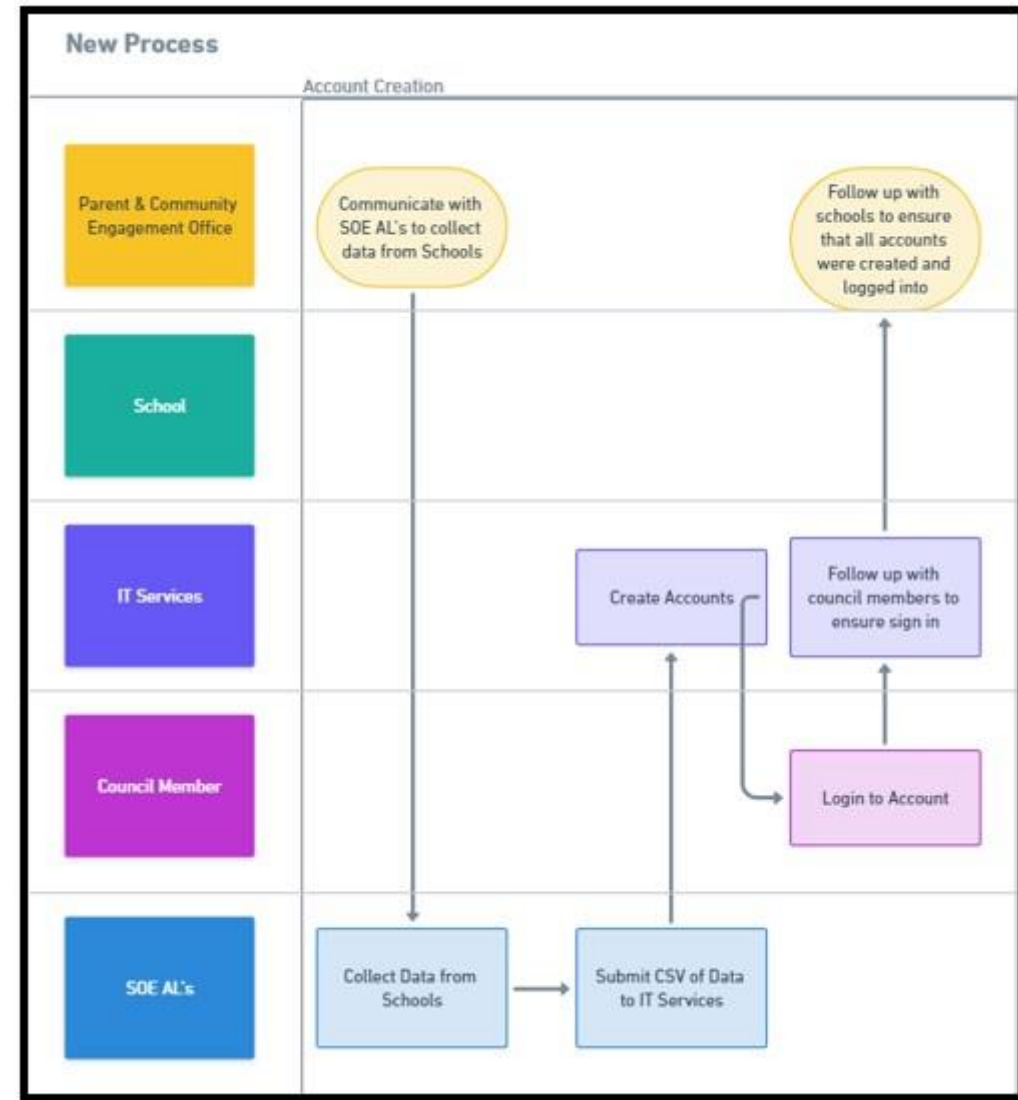 New Process
Account Creation
Parent & Community
Engagement Office
Communicate with
SOE AL's to collect
data from Schools
Follow up with
schools to ensure
that all accounts
were created and
logged into
School
IT Services
Create Accounts
Follow up with
council members to
ensure sign in
Council Member
Login to Account
SOE AL's
Collect Data from
Schools
Submit CSV of Data
to IT Services